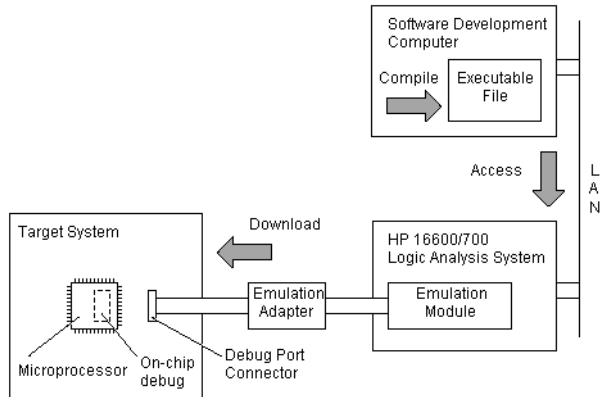 Software Development
Computer
Compile
Executable
File
Access
L
A
N
Download
Target System
HP 16600/700
Logic Analysis System
Emulation
Adapter
Emulation
Module
Microprocessor
On-chip
debug
Debug Port
Connector